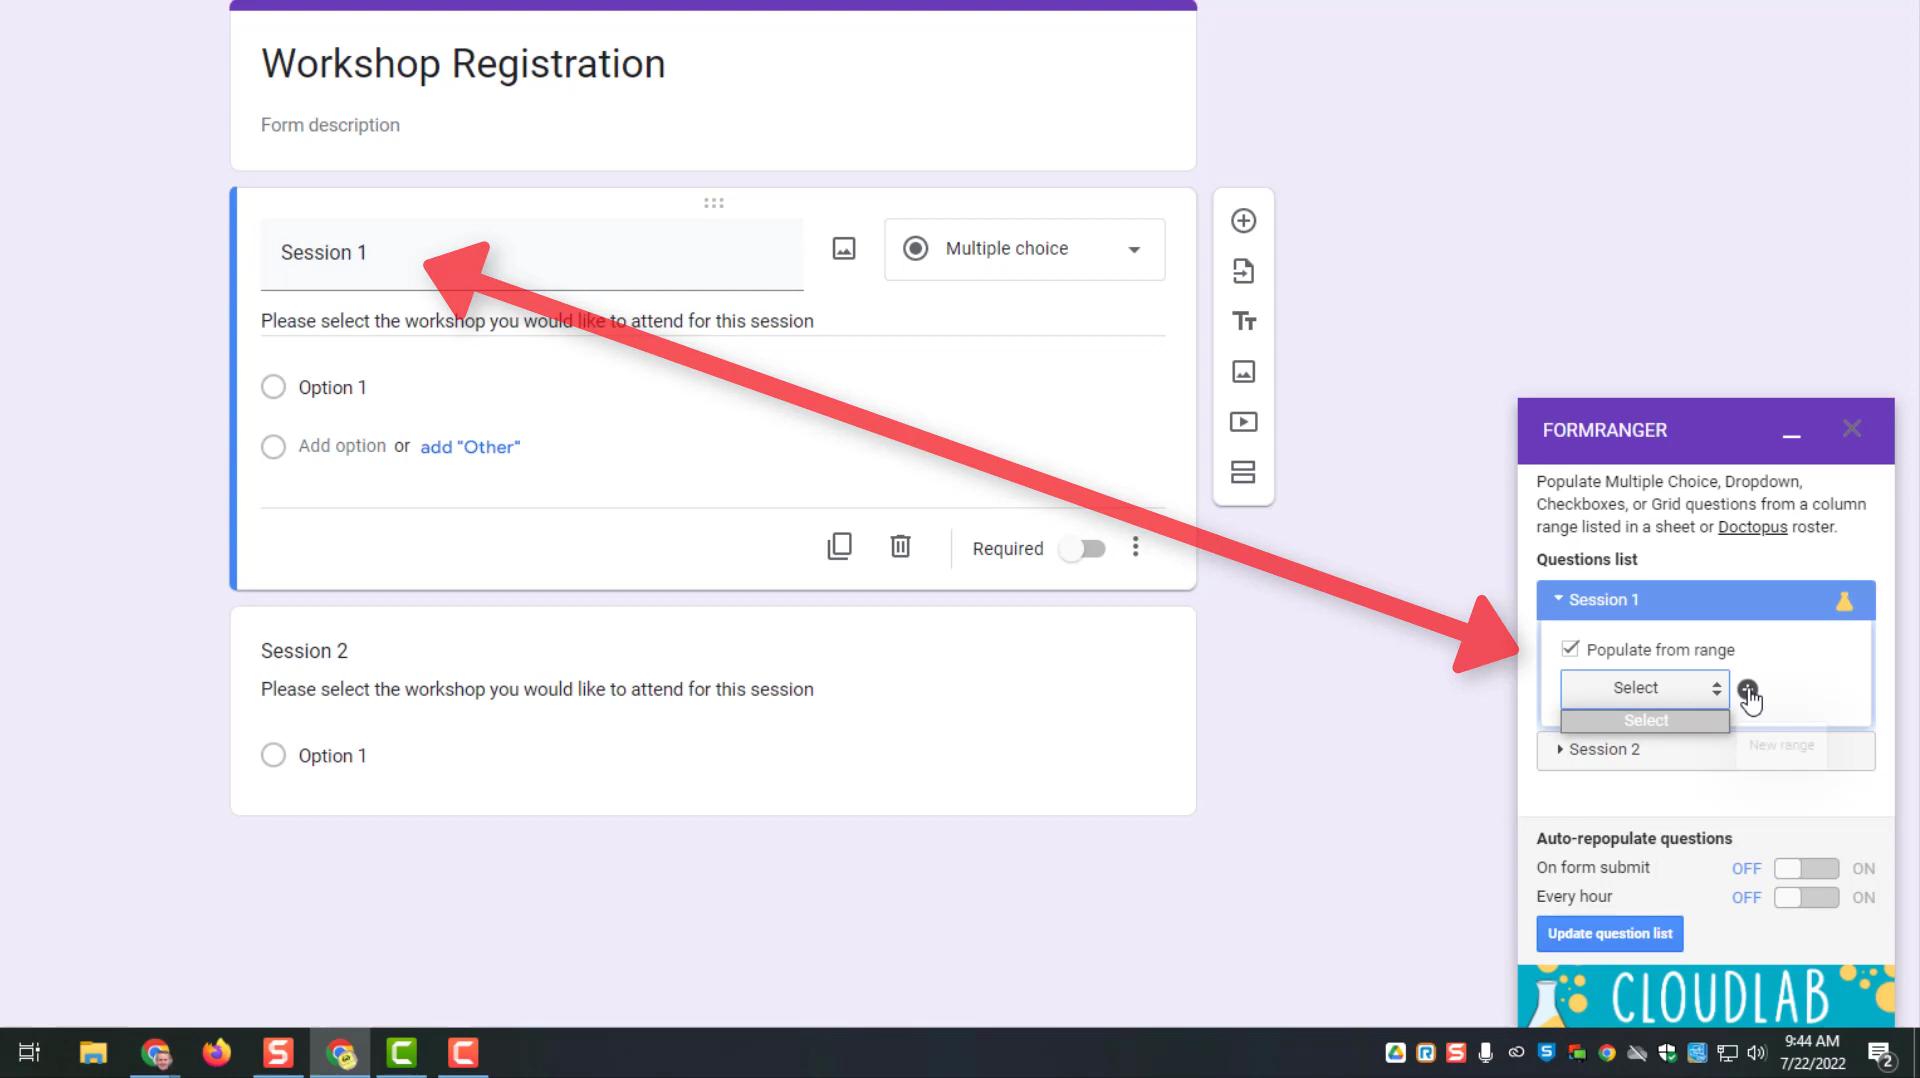 Workshop Registration
Form description
Session 1
Multiple choice
Please select the workshop you would like to attend for this session
Option 1
Add option or add "Other"
Required
Session 2
Please select the workshop you would like to attend for this session
Option 1
FORMRANGER
Populate Multiple Choice, Dropdown,
Checkboxes, or Grid questions from a column
range listed in a sheet or Doctopus roster.
Questions list
Session 1
Populate from range
Select
Select
New range
Session 2
Auto-repopulate questions
On form submit OFF ON
Every hour OFF ON
Update question list
CLOUDLAB
9:44 AM
7/22/2022
2